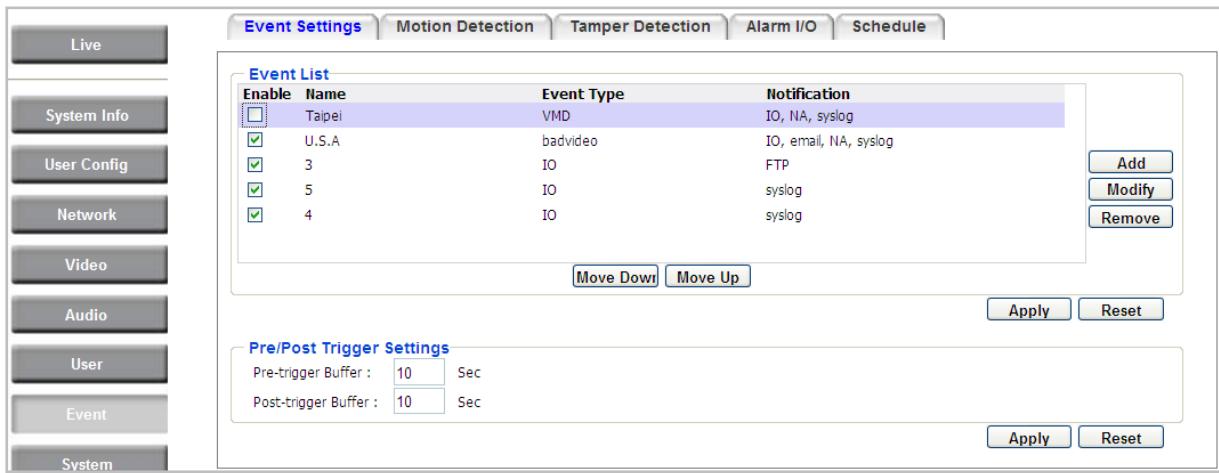 Live
System Info
User Config
Network
Video
Audio
User
Event
System
Event Settings Motion Detection Tamper Detection Alarm I/O Schedule
Event List
Enable Name Event Type Notification
Taipei VMD IO, NA, syslog
U.S.A badvideo IO, email, NA, syslog
3 IO FTP
5 IO syslog
4 IO syslog
Add
Modify
Remove
Move Down Move Up
Apply Reset
Pre/Post Trigger Settings
Pre-trigger Buffer : 10 Sec
Post-trigger Buffer : 10 Sec
Apply Reset